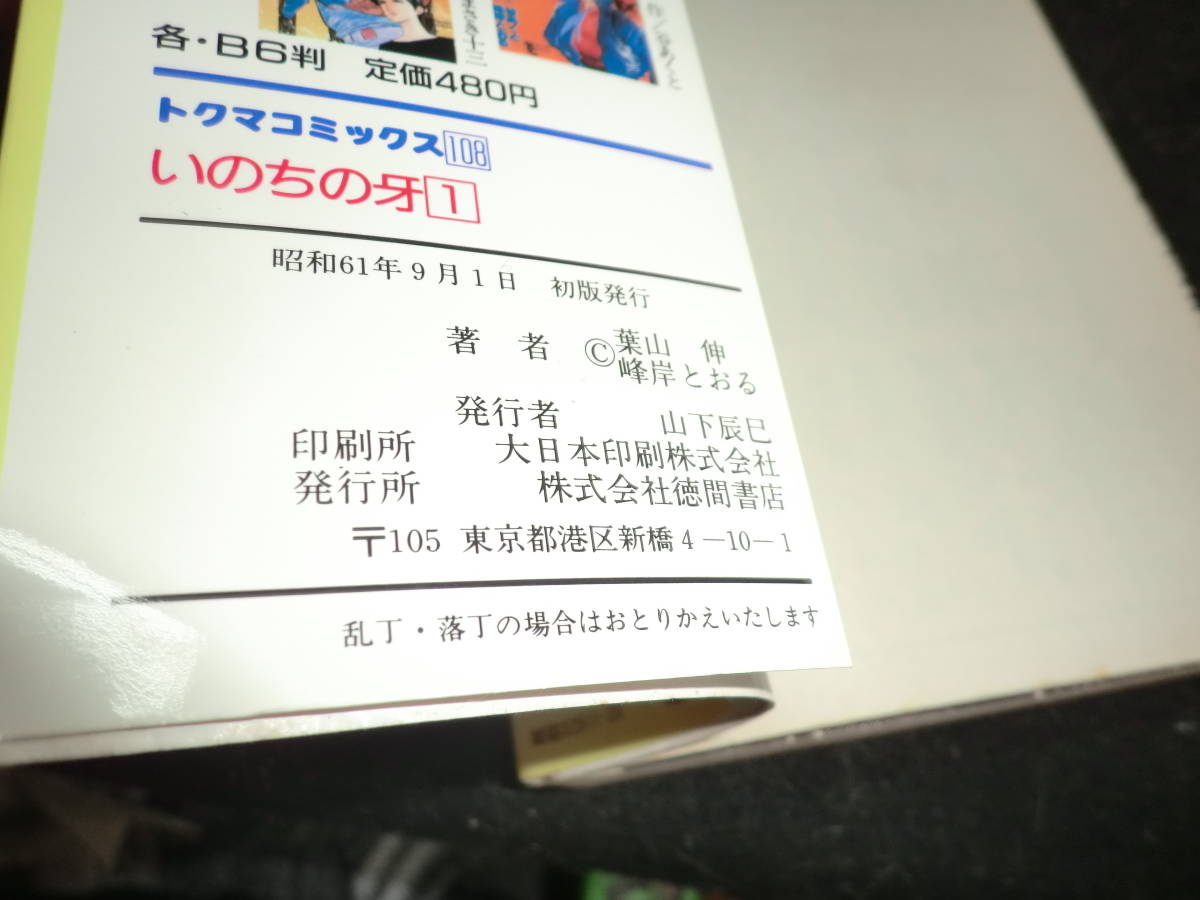 各・B6判 定価480円
トクマコミックス108
いのちの牙1
昭和61年9月1日 初版発行
著者 ©葉山 伸
峰岸とおる
発行者 山下辰巳
印刷所 大日本印刷株式会社
発行所 株式会社徳間書店
〒105 東京都港区新橋4−10−1
乱丁・落丁の場合はおとりかえいたします